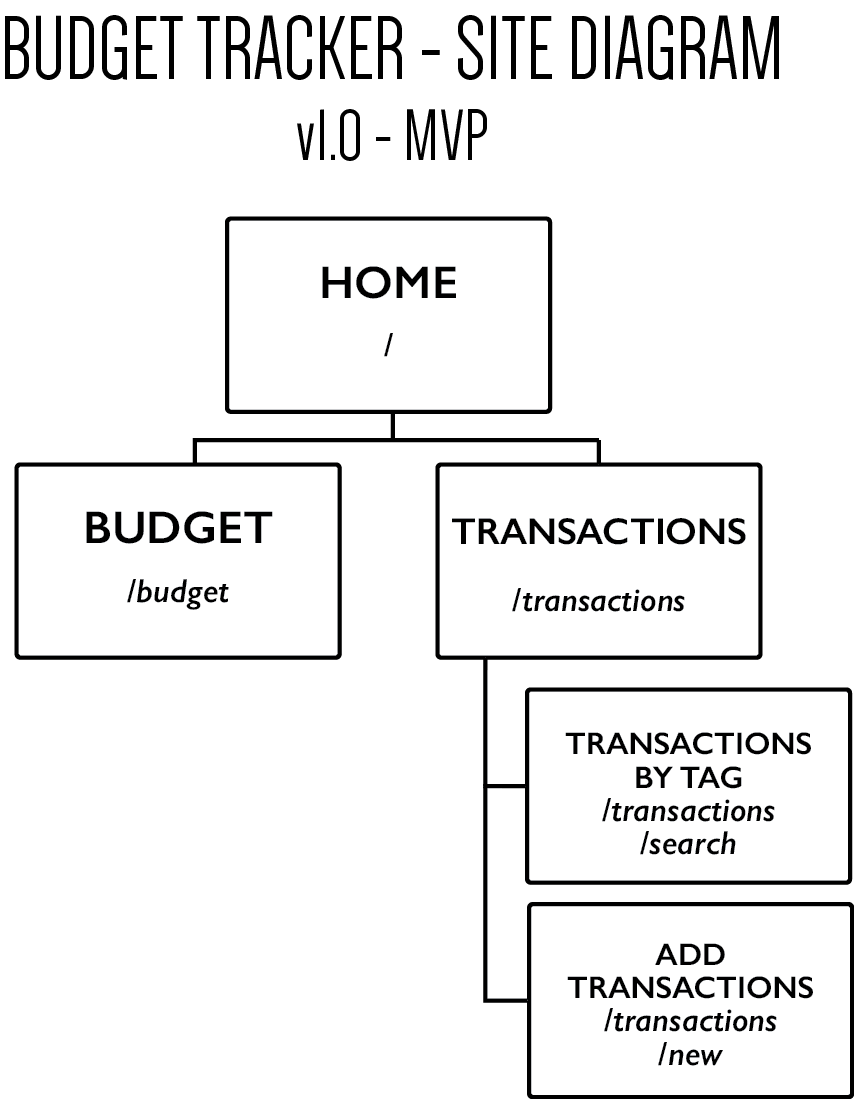 BUDGET TRACKER - SITE DIAGRAM
v1.0 - MVP
HOME
/
BUDGET
/budget
TRANSACTIONS
/transactions
TRANSACTIONS
BY TAG
/transactions
/search
ADD
TRANSACTIONS
/transactions
/new